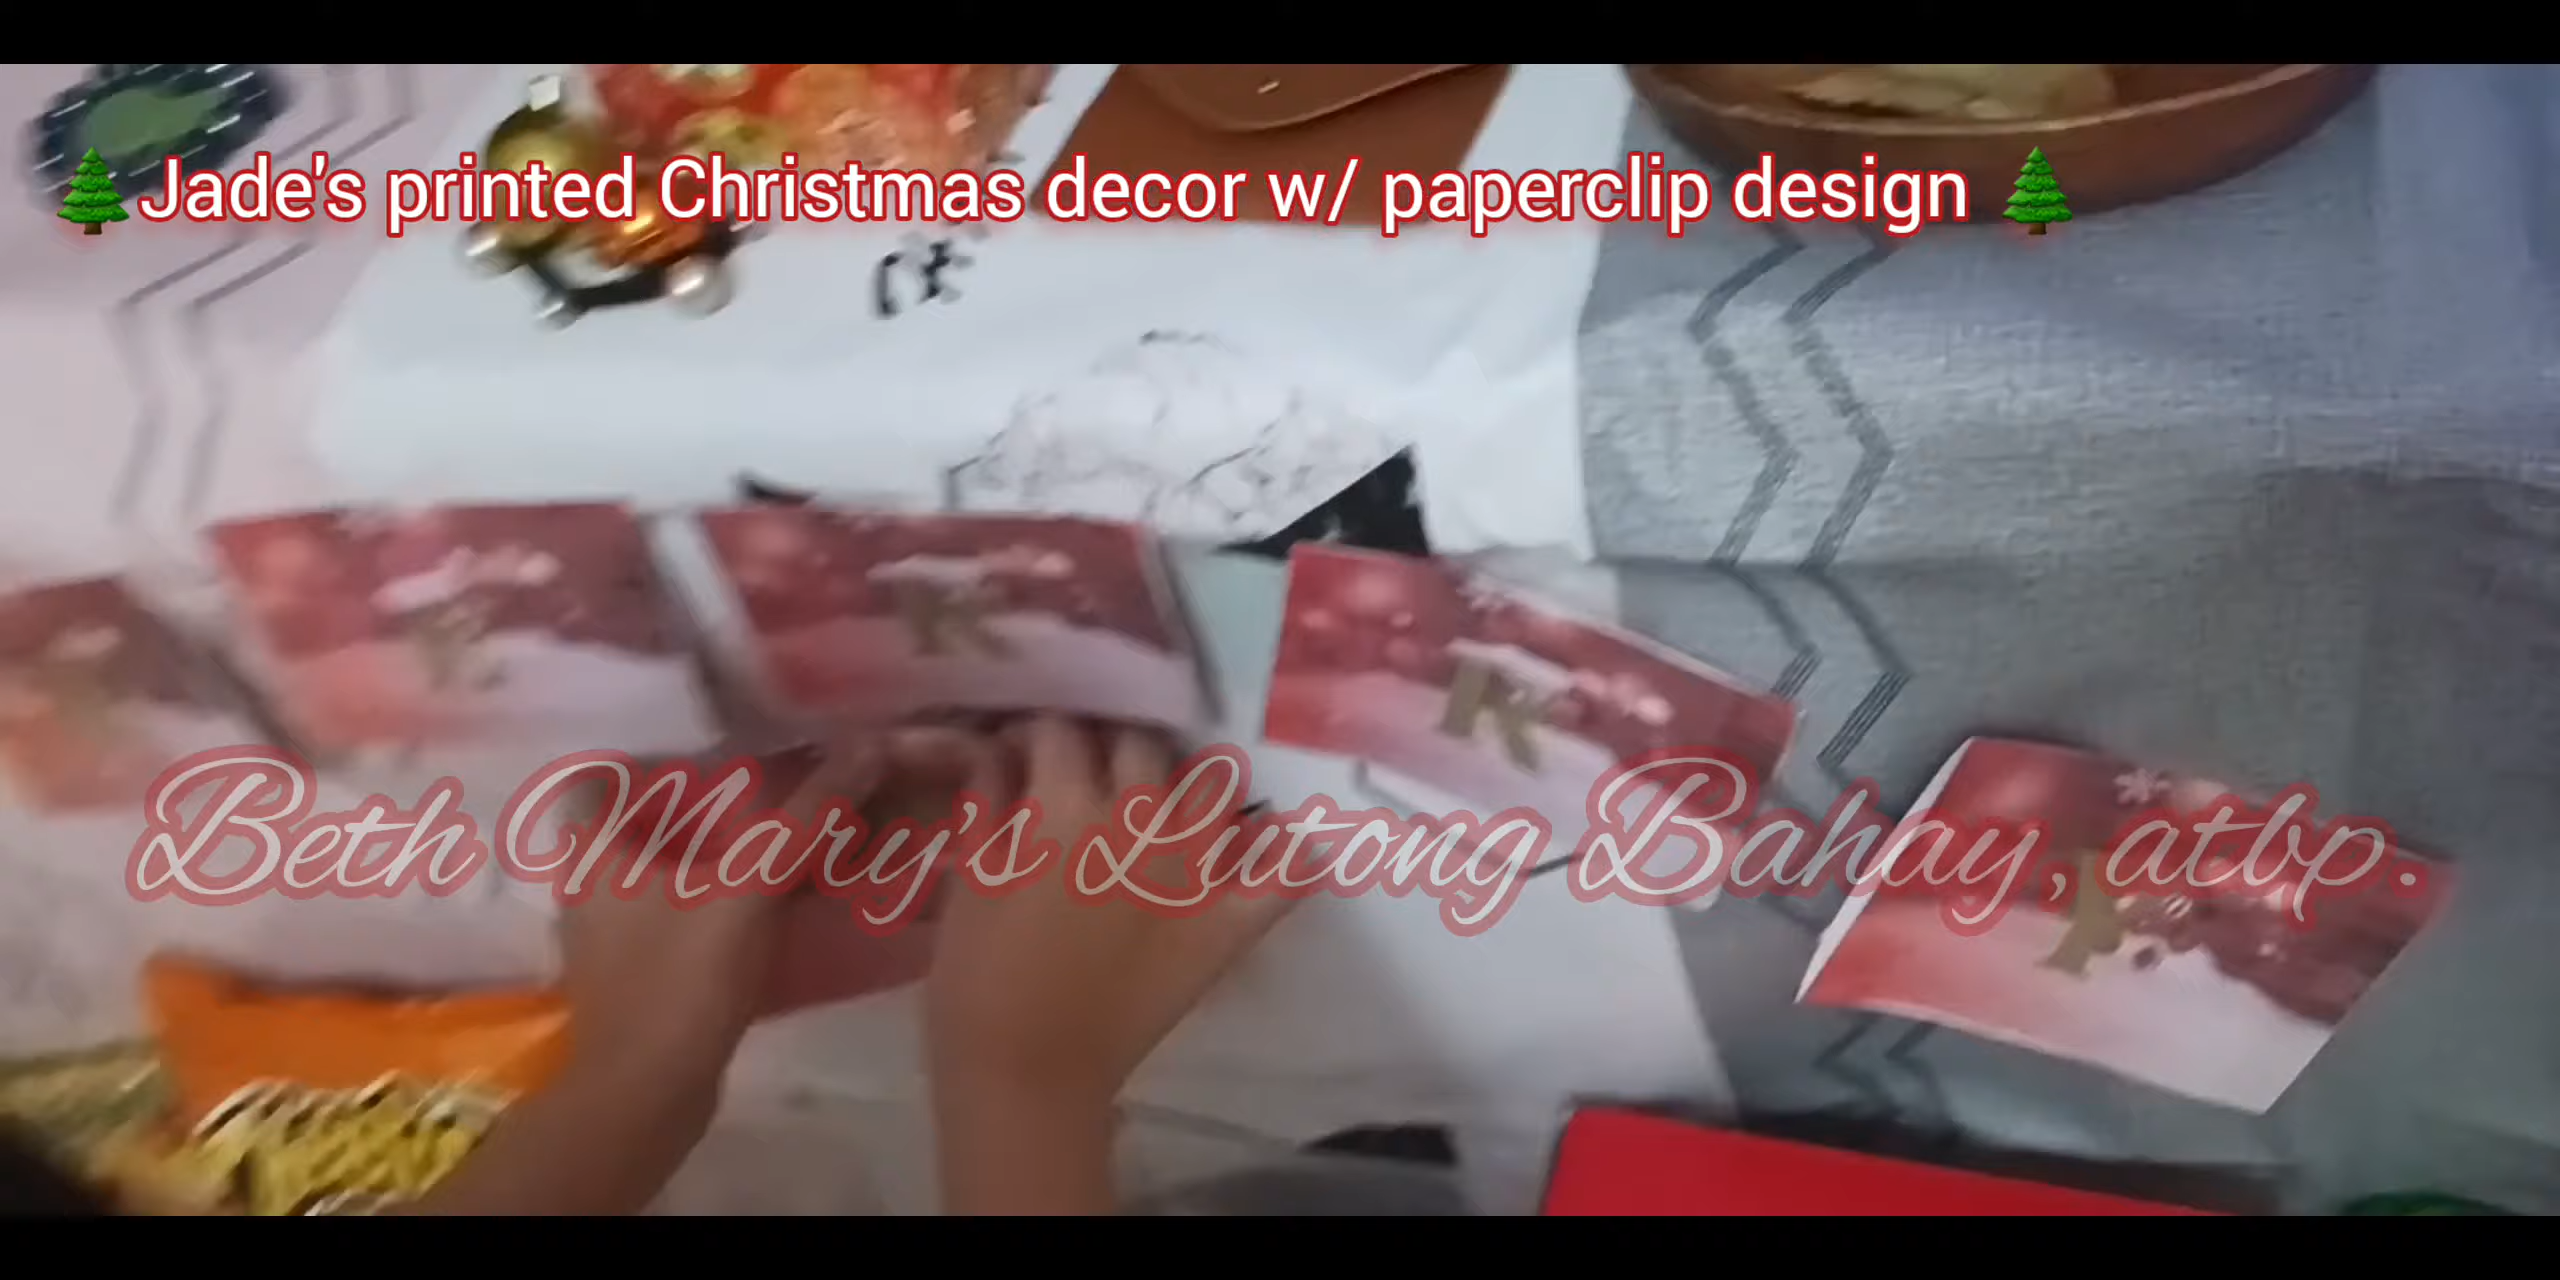 🎄Jade's printed Christmas decor w/ paperclip design 🎄
R
R
Beth Mary's Lutong Bahay, atbp.